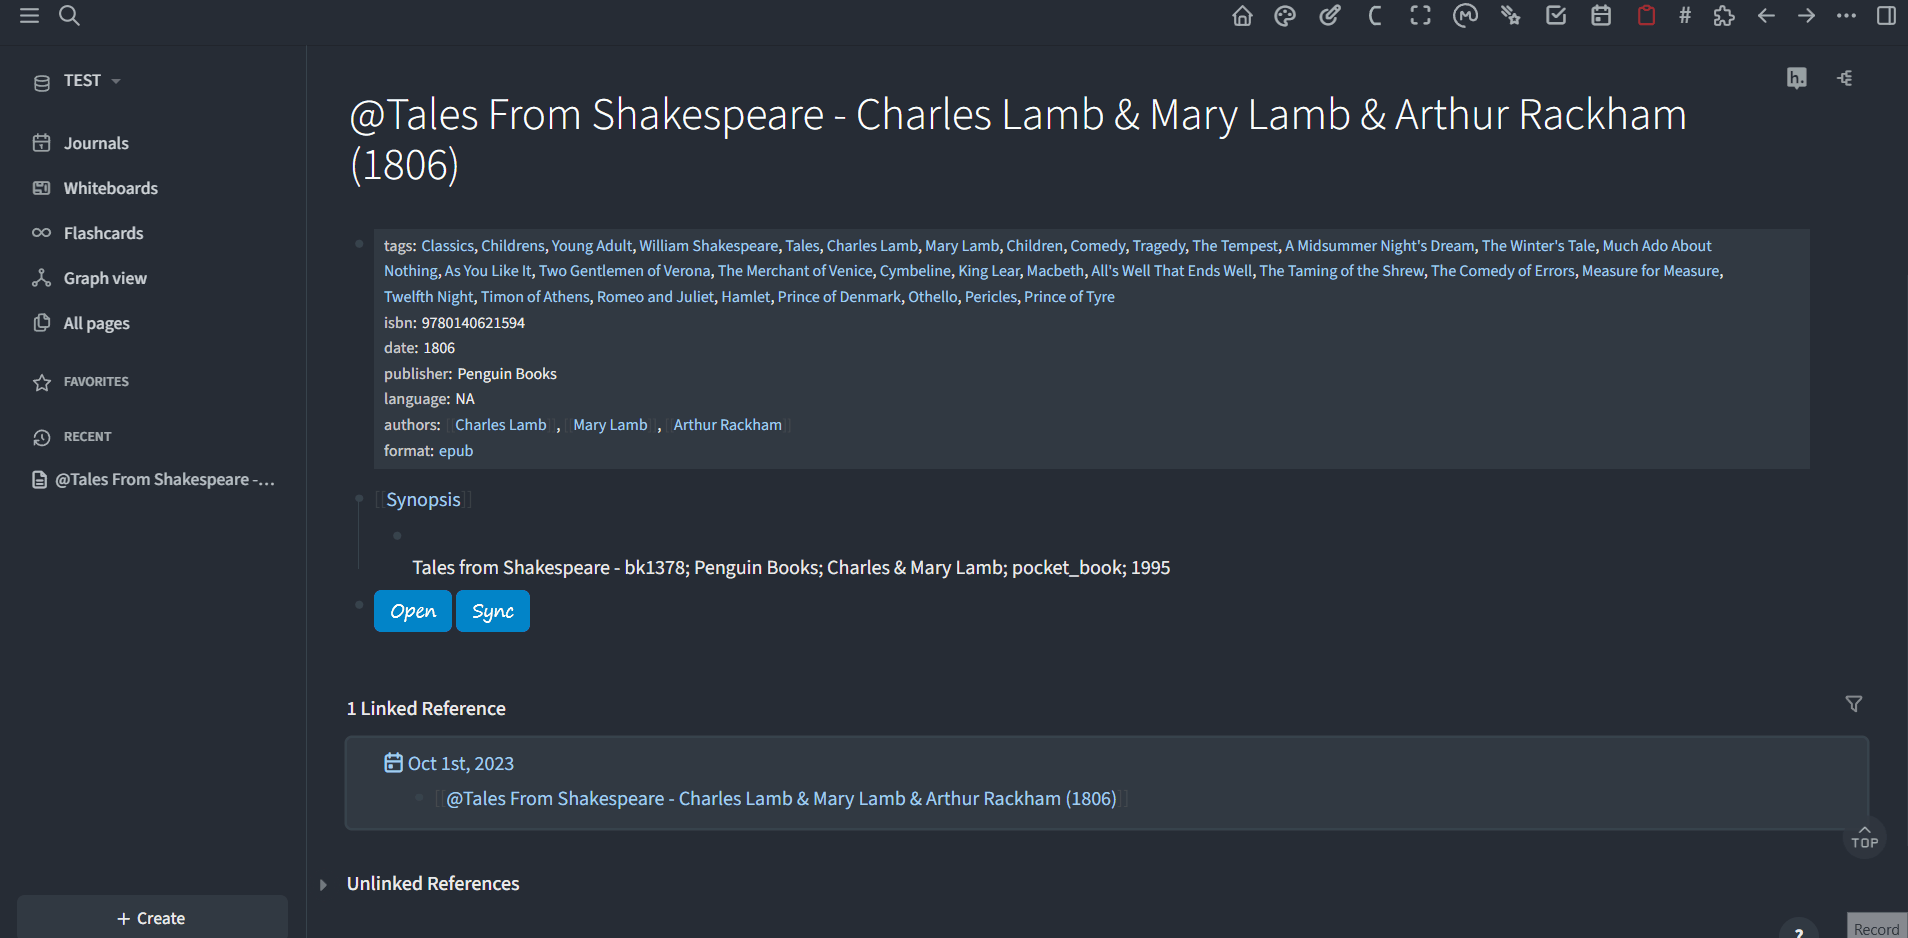 TEST
Journals
Whiteboards
Flashcards
Graph view
All pages
FAVORITES
RECENT
@Tales From Shakespeare -...
+ Create
#
h.
@Tales From Shakespeare - Charles Lamb & Mary Lamb & Arthur Rackham
(1806)
tags: Classics, Childrens, Young Adult, William Shakespeare, Tales, Charles Lamb, Mary Lamb, Children, Comedy, Tragedy, The Tempest, A Midsummer Night's Dream, The Winter's Tale, Much Ado About
Nothing, As You Like It, Two Gentlemen of Verona, The Merchant of Venice, Cymbeline, King Lear, Macbeth, All's Well That Ends Well, The Taming of the Shrew, The Comedy of Errors, Measure for Measure,
Twelfth Night, Timon of Athens, Romeo and Juliet, Hamlet, Prince of Denmark, Othello, Pericles, Prince of Tyre
isbn: 9780140621594
date: 1806
publisher: Penguin Books
language: NA
authors: [[Charles Lamb]], [[Mary Lamb]], [[Arthur Rackham]]
format: epub
[[Synopsis]]
Tales from Shakespeare - bk1378; Penguin Books; Charles & Mary Lamb; pocket_book; 1995
Open Sync
1 Linked Reference
Oct 1st, 2023
[[@Tales From Shakespeare - Charles Lamb & Mary Lamb & Arthur Rackham (1806)]]
TOP
Unlinked References
?
Record